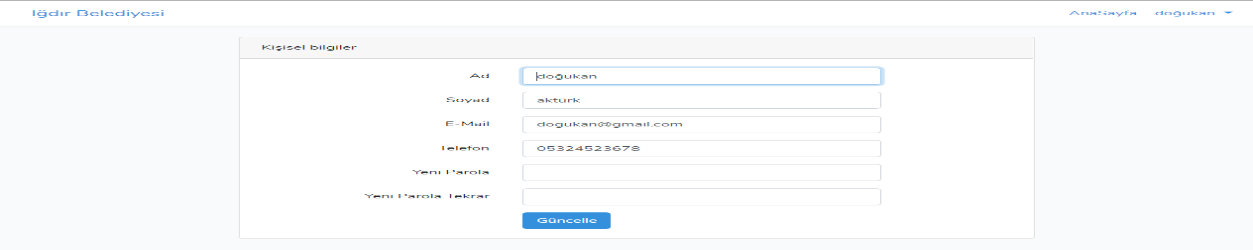 Iğdır Belediyesi
AnaSayfa doğukan
Kişisel bilgiler
Ad doğukan
Soyad akturk
E-Mail dogukan@gmail.com
Telefon 05324523678
Yeni Parola
Yeni Parola Tekrar
Güncelle